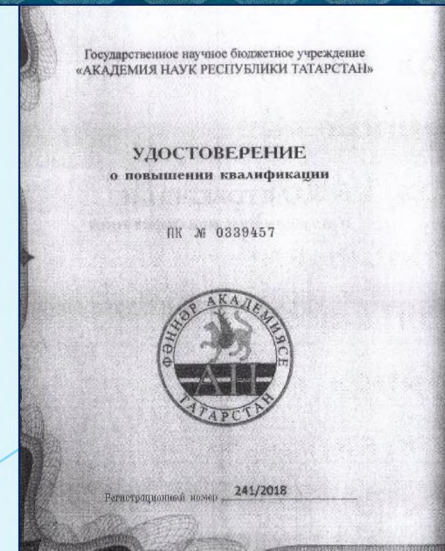 Государственное научное бюджетное учреждение
«АКАДЕМИЯ НАУК РЕСПУБЛИКИ ТАТАРСТАН»
УДОСТОВЕРЕНИЕ
о повышении квалификации
ПК № 0339457
ФӘННӘР АКАДЕМИЯСЕ
АН
ТАТАРСТАН
Регистрационный номер 241/2018